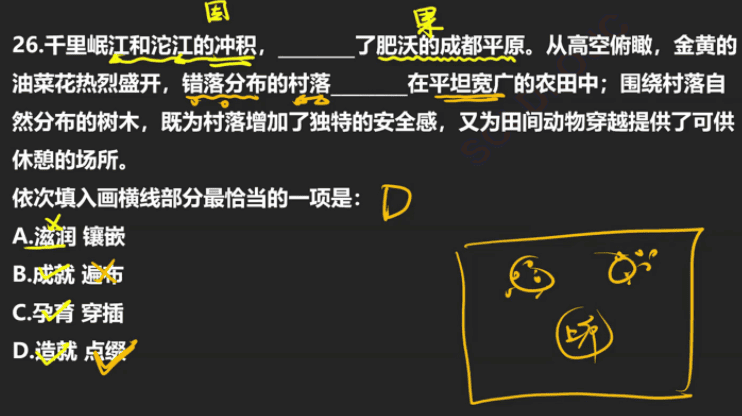 因 果
26.千里岷江和沱江的冲积，________了肥沃的成都平原。从高空俯瞰，金黄的
油菜花热烈盛开，错落分布的村落________在平坦宽广的农田中；围绕村落自
然分布的树木，既为村落增加了独特的安全感，又为田间动物穿越提供了可供
休憩的场所。
依次填入画横线部分最恰当的一项是： D
A.滋润 镶嵌
B.成就 遍布
C.孕育 穿插
D.造就 点缀